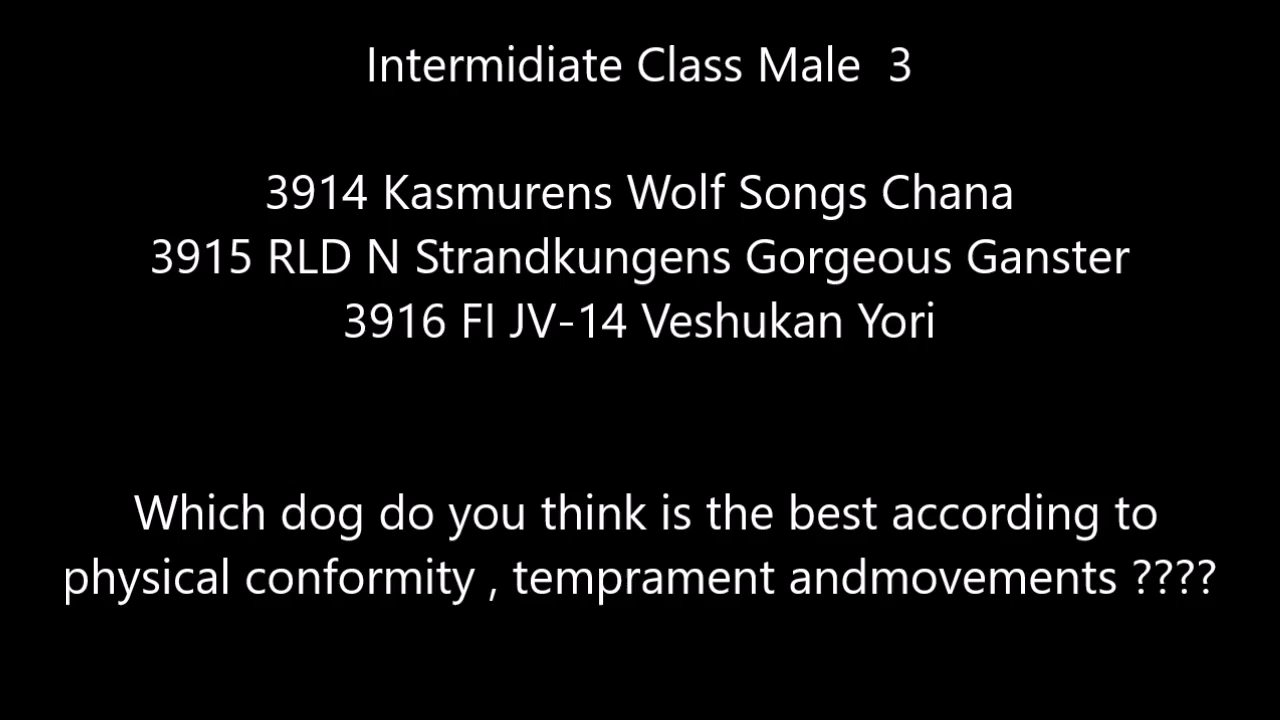 Intermidiate Class Male  3
3914 Kasmurens Wolf Songs Chana
3915 RLD N Strandkungens Gorgeous Ganster
3916 FI JV-14 Veshukan Yori
Which dog do you think is the best according to
physical conformity , temprament andmovements ????